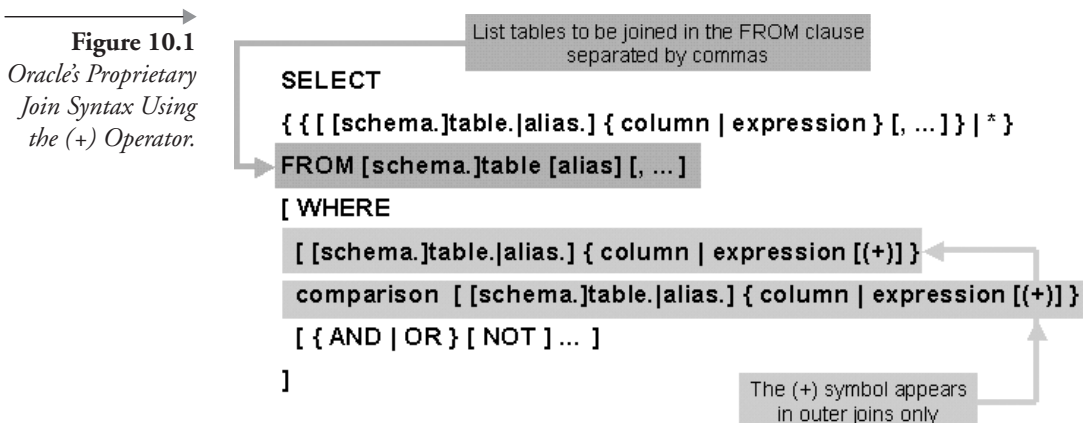 Figure 10.1
Oracle's Proprietary
Join Syntax Using
the (+) Operator.
List tables to be joined in the FROM clause
separated by commas
SELECT
{ { [ [schema.]table.|alias.] { column | expression } [, ... ] } | * }
FROM [schema.]table [alias] [, ... ]
[ WHERE
[ [schema.]table.|alias.] { column | expression [(+)] }
comparison [ [schema.]table.|alias.] { column | expression [(+)] }
[ { AND | OR } [ NOT ] ... ]
]
The (+) symbol appears
in outer joins only